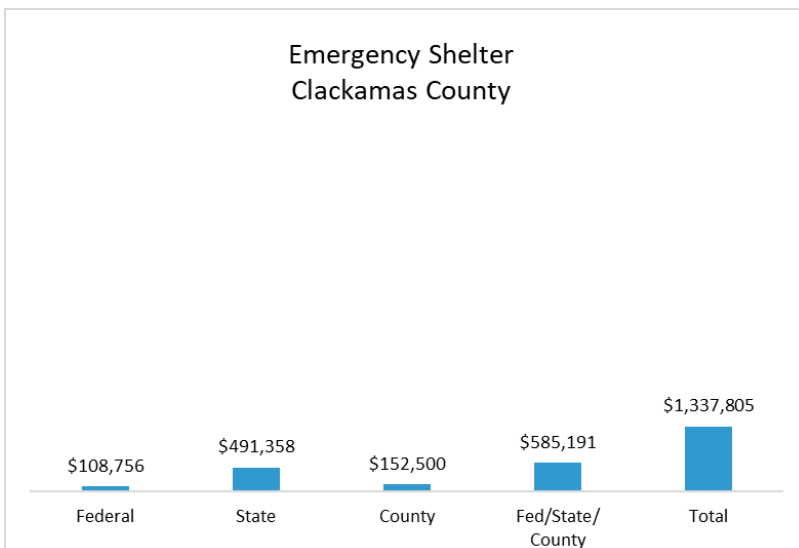 Emergency Shelter
Clackamas County
$1,337,805
$585,191
$491,358
$152,500
$108,756
Federal
State
County
Fed/State/
County
Total